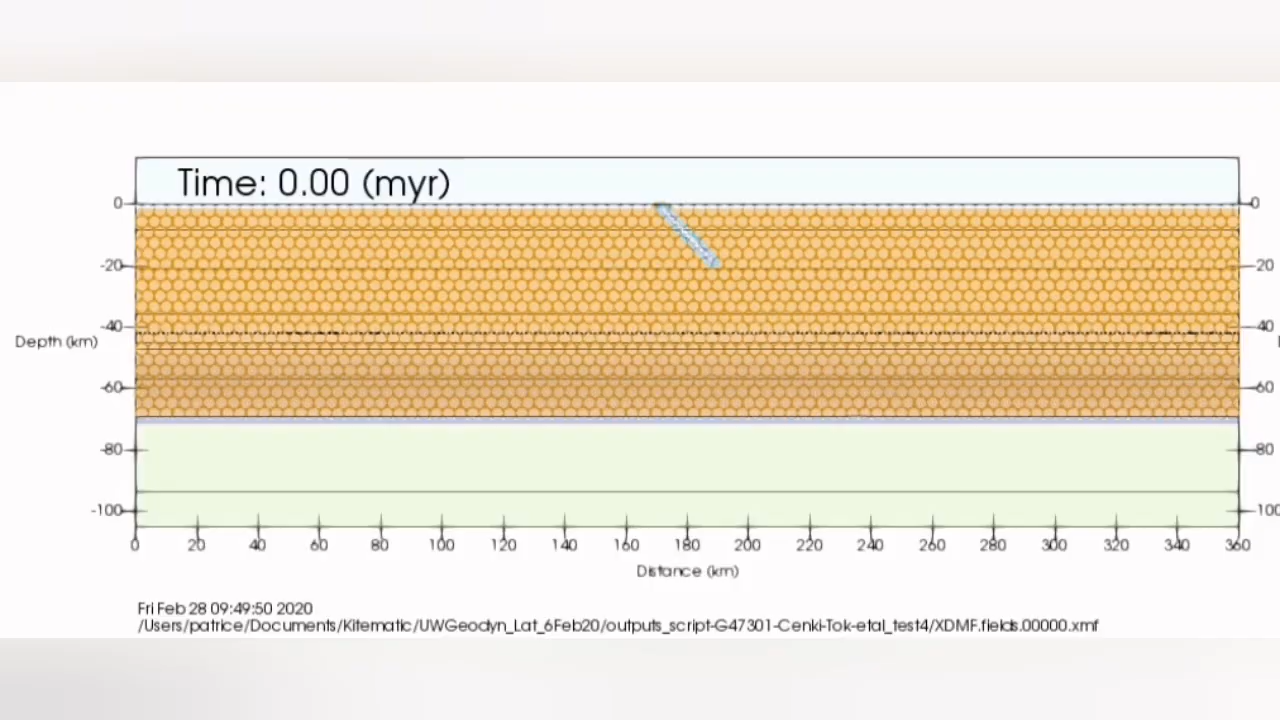 Time: 0.00 (myr)
0 0
-20 -20
-40 -40
Depth (km)
-60 -60
-80 -80
-100 -100
0 20 40 60 80 100 120 140 160 180 200 220 240 260 280 300 320 340 360
Distance (km)
Fri Feb 28 09:49:50 2020
/Users/patrice/Documents/Kitematic/UWGeodyn_Lat_6Feb20/outputs_script-G47301-Cenki-Tok-etal_test4/XDMF.fields.00000.xmf